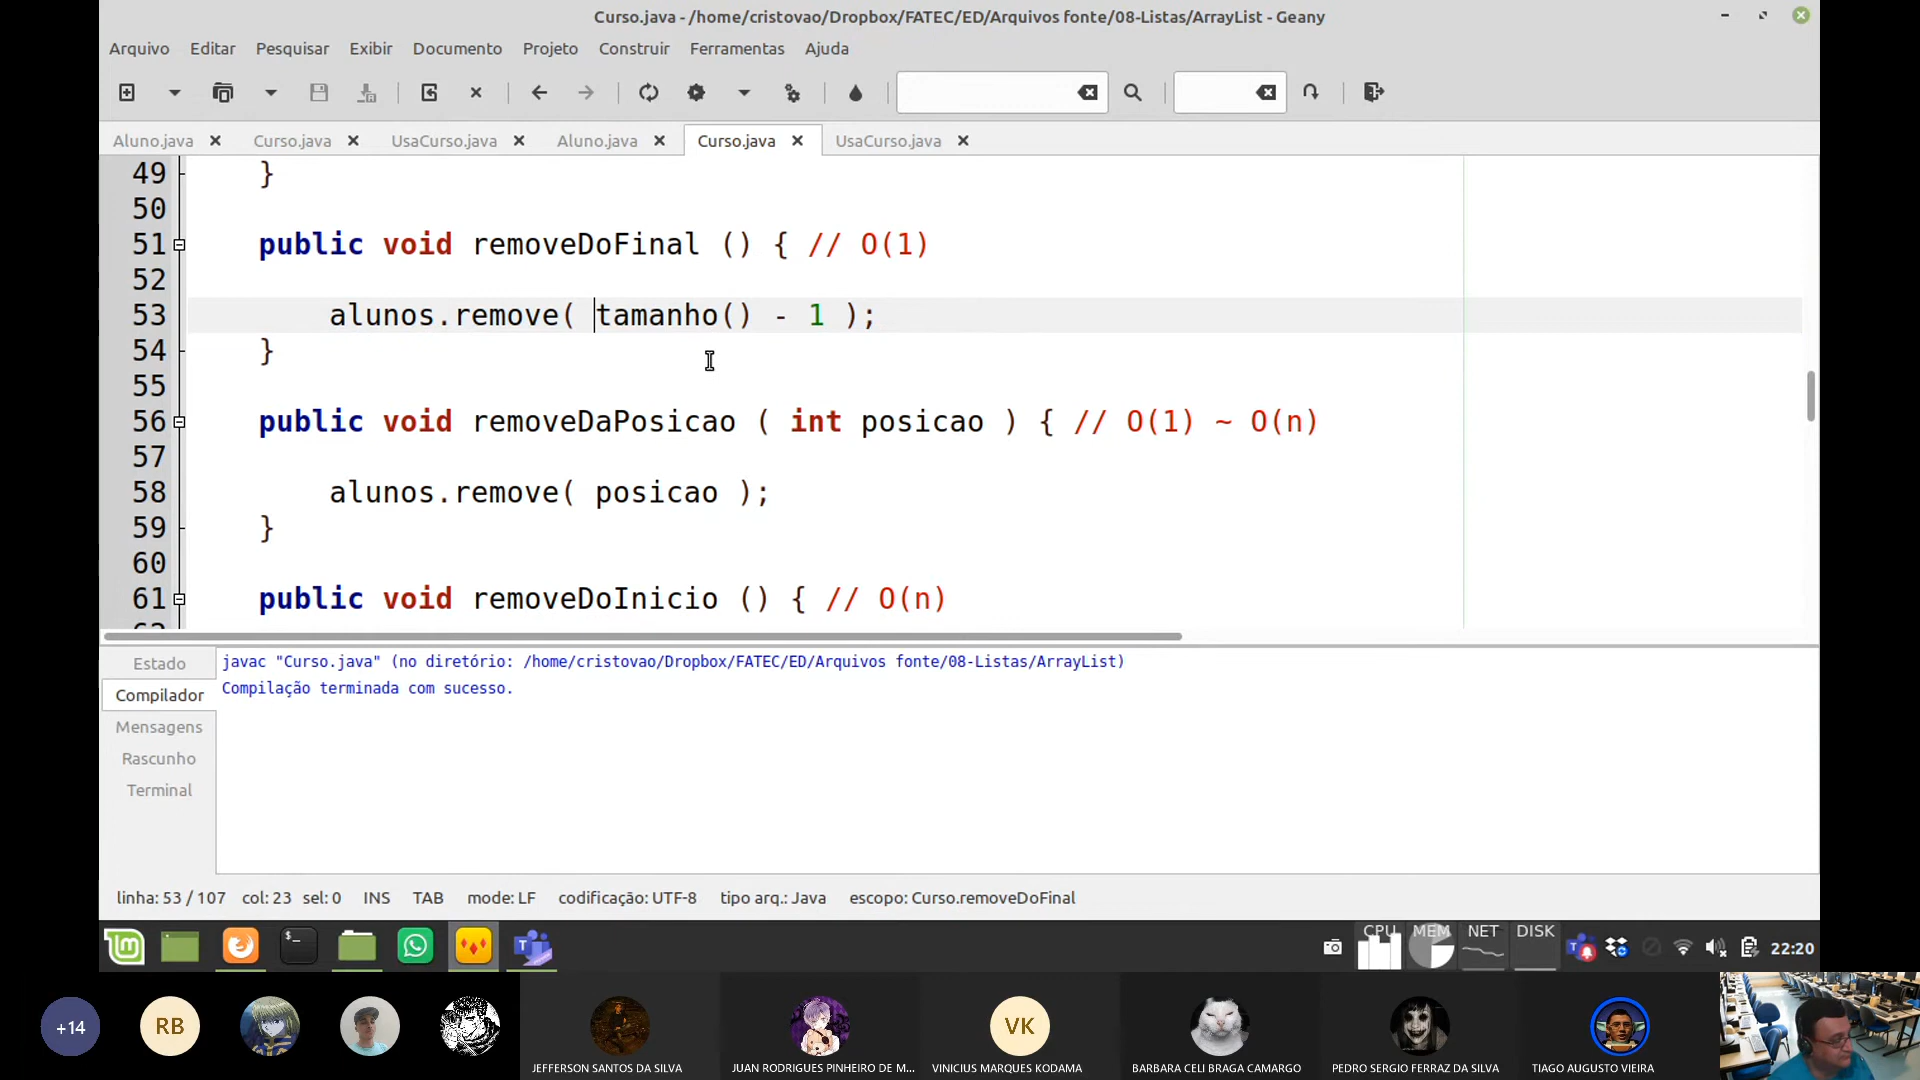 Curso.java - /home/cristovao/Dropbox/FATEC/ED/Arquivos fonte/08-Listas/ArrayList - Geany
Arquivo Editar Pesquisar Exibir Documento Projeto Construir Ferramentas Ajuda
Aluno.java Curso.java UsaCurso.java Aluno.java Curso.java UsaCurso.java
49 }
50
51 public void removeDoFinal () { // O(1)
52
53 alunos.remove( tamanho() - 1 );
54 }
55
56 public void removeDaPosicao ( int posicao ) { // O(1) ~ O(n)
57
58 alunos.remove( posicao );
59 }
60
61 public void removeDoInicio () { // O(n)
Estado
Compilador
Mensagens
Rascunho
Terminal
javac "Curso.java" (no diretório: /home/cristovao/Dropbox/FATEC/ED/Arquivos fonte/08-Listas/ArrayList)
Compilação terminada com sucesso.
linha: 53 / 107 col: 23 sel: 0 INS TAB mode: LF codificação: UTF-8 tipo arq.: Java escopo: Curso.removeDoFinal
CPU MEM NET DISK 22:20
+14 RB VK
JEFFERSON SANTOS DA SILVA JUAN RODRIGUES PINHEIRO DE M... VINICIUS MARQUES KODAMA BARBARA CELI BRAGA CAMARGO PEDRO SERGIO FERRAZ DA SILVA TIAGO AUGUSTO VIEIRA